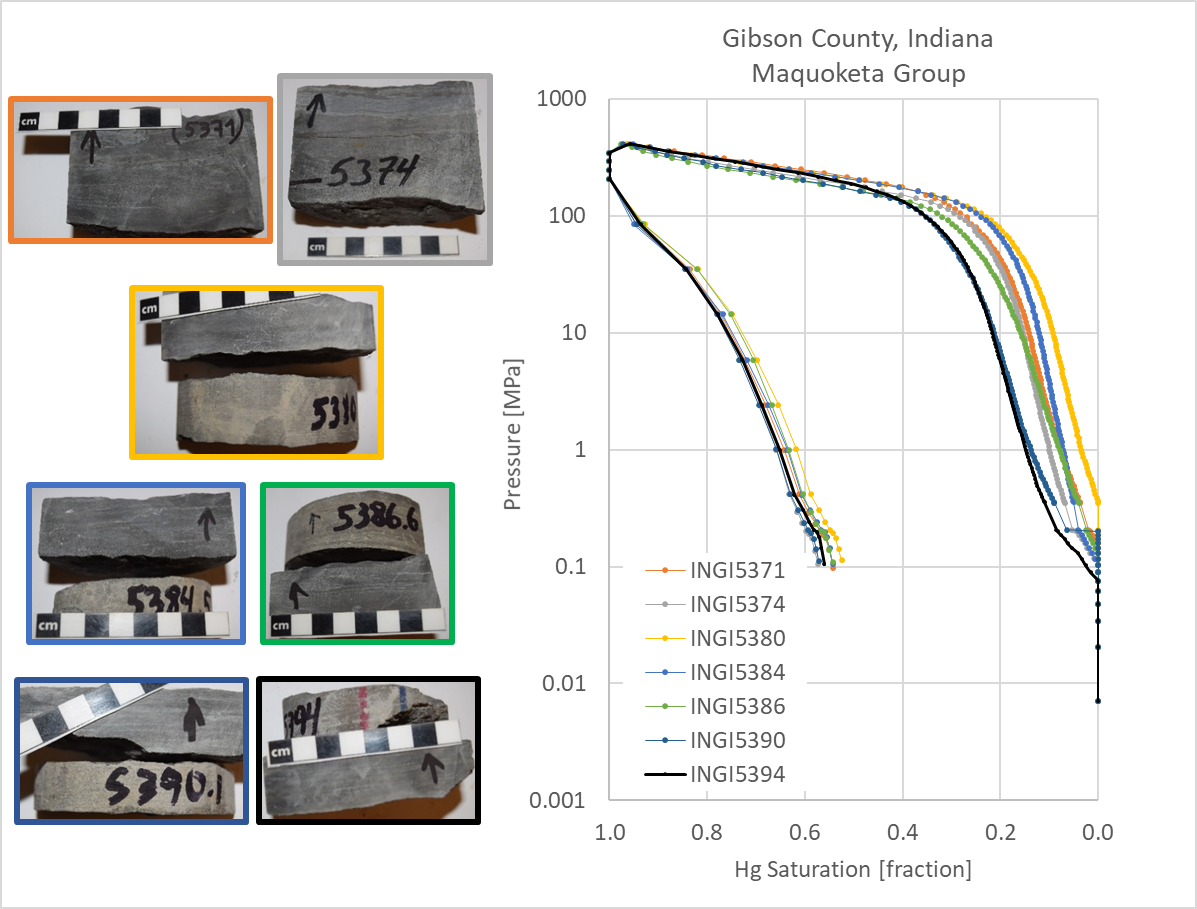 Gibson County, Indiana
Maquoketa Group
cm
(5371)
5374
cm
cm
5380
5384
cm
5386.6
cm
5390.1
5394
cm
1000
100
10
1
0.1
0.01
0.001
Pressure [MPa]
INGI5371
INGI5374
INGI5380
INGI5384
INGI5386
INGI5390
INGI5394
1.0 0.8 0.6 0.4 0.2 0.0
Hg Saturation [fraction]